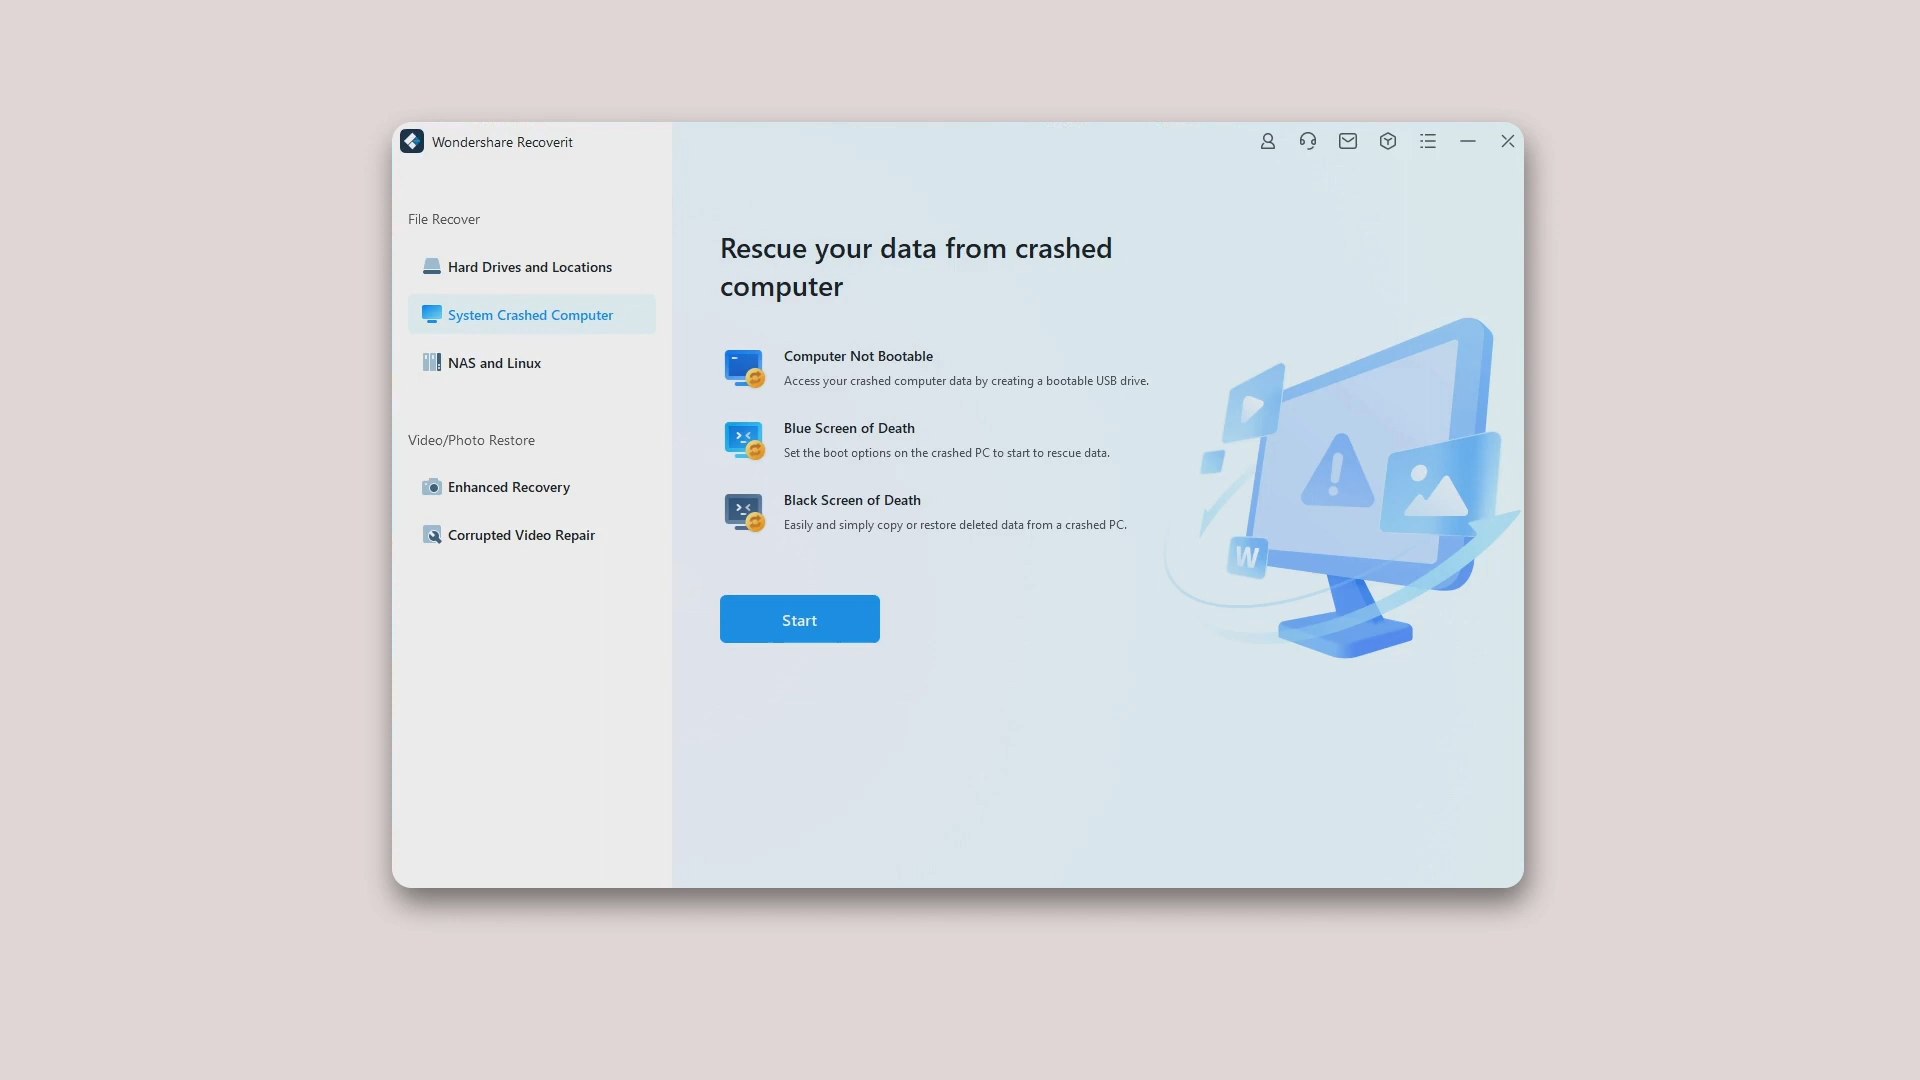 Wondershare Recoverit
File Recover
Hard Drives and Locations
System Crashed Computer
NAS and Linux
Video/Photo Restore
Enhanced Recovery
Corrupted Video Repair
Rescue your data from crashed
computer
Computer Not Bootable
Access your crashed computer data by creating a bootable USB drive.
Blue Screen of Death
Set the boot options on the crashed PC to start to rescue data.
Black Screen of Death
Easily and simply copy or restore deleted data from a crashed PC.
Start
W